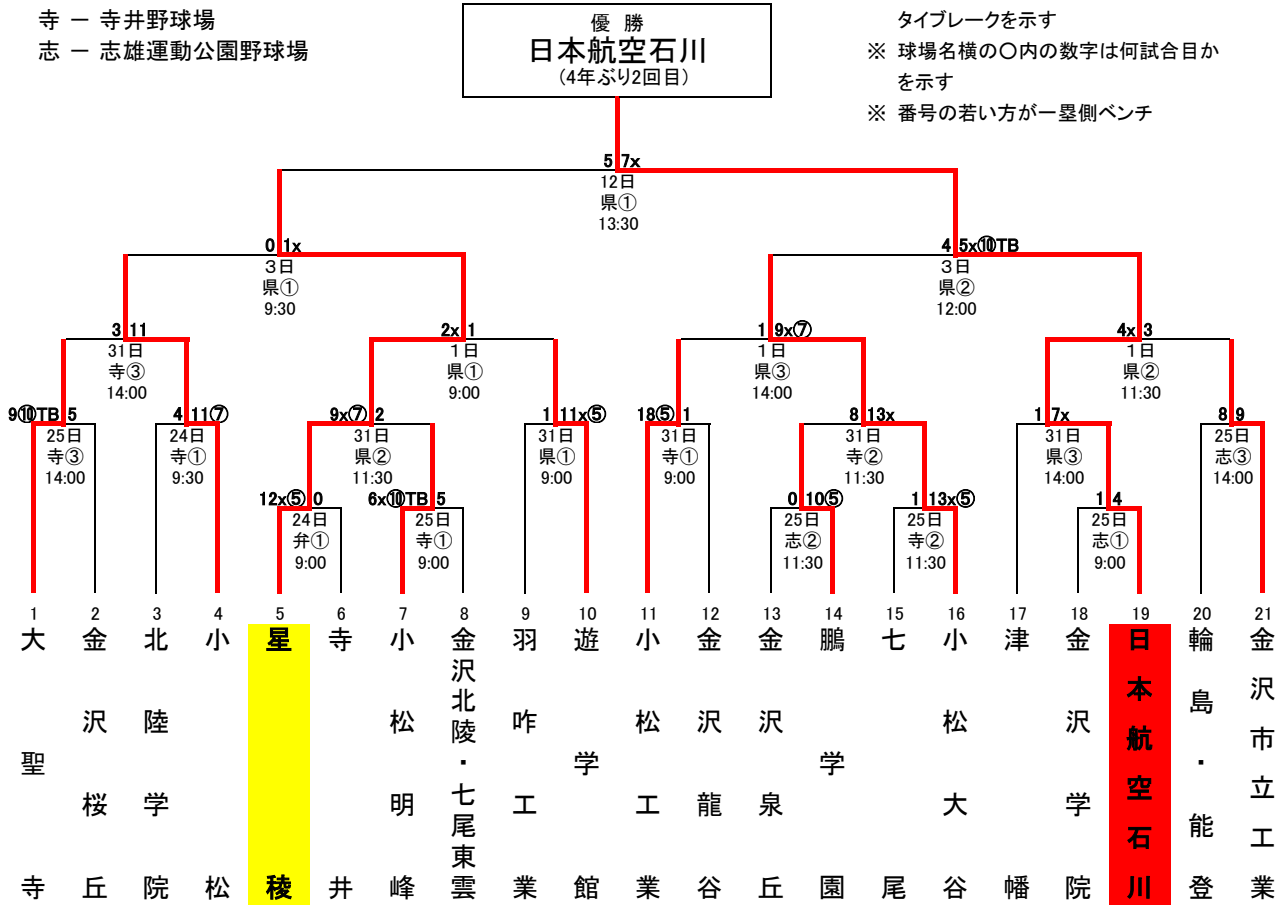 寺 － 寺井野球場
志 － 志雄運動公園野球場
優 勝
日本航空石川
(4年ぶり2回目)
タイブレークを示す
※ 球場名横の〇内の数字は何試合目か
を示す
※ 番号の若い方が一塁側ベンチ
5 7x
12日
県①
13:30
0 1x
3日
県①
9:30
4 5x⑩TB
3日
県②
12:00
3 11
31日
寺③
14:00
2x 1
1日
県①
9:00
1 9x⑦
1日
県③
14:00
4x 3
1日
県②
11:30
9⑩TB 5
25日
寺③
14:00
4 11⑦
24日
寺①
9:30
9x⑦ 2
31日
県②
11:30
1 11x⑤
31日
県①
9:00
18⑤ 1
31日
寺①
9:00
8 13x
31日
寺②
11:30
1 7x
31日
県③
14:00
8 9
25日
志③
14:00
12x⑤ 0
24日
弁①
9:00
6x⑩TB 5
25日
寺①
9:00
0 10⑤
25日
志②
11:30
1 13x⑤
25日
寺②
11:30
1 4
25日
志①
9:00
1 2 3 4 5 6 7 8 9 10 11 12 13 14 15 16 17 18 19 20 21
大聖寺
金沢桜丘
北陸学院
小松
星稜
寺井
小松明峰
金沢北陵・七尾東雲
羽咋工業
遊学館
小松工業
金沢龍谷
金沢泉丘
鵬学園
七尾
小松大谷
津幡
金沢学院
日本航空石川
輪島・能登
金沢市立工業